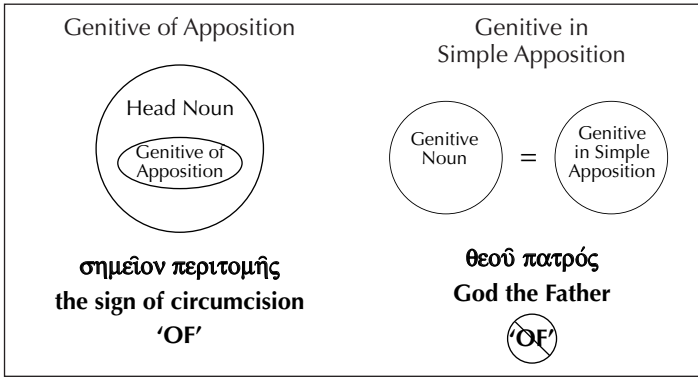 Genitive of Apposition
Head Noun
Genitive of
Apposition
σημεῖον περιτομῆς
the sign of circumcision
‘OF’
Genitive in
Simple Apposition
Genitive
Noun
=
Genitive
in Simple
Apposition
θεοῦ πατρός
God the Father
‘OF’